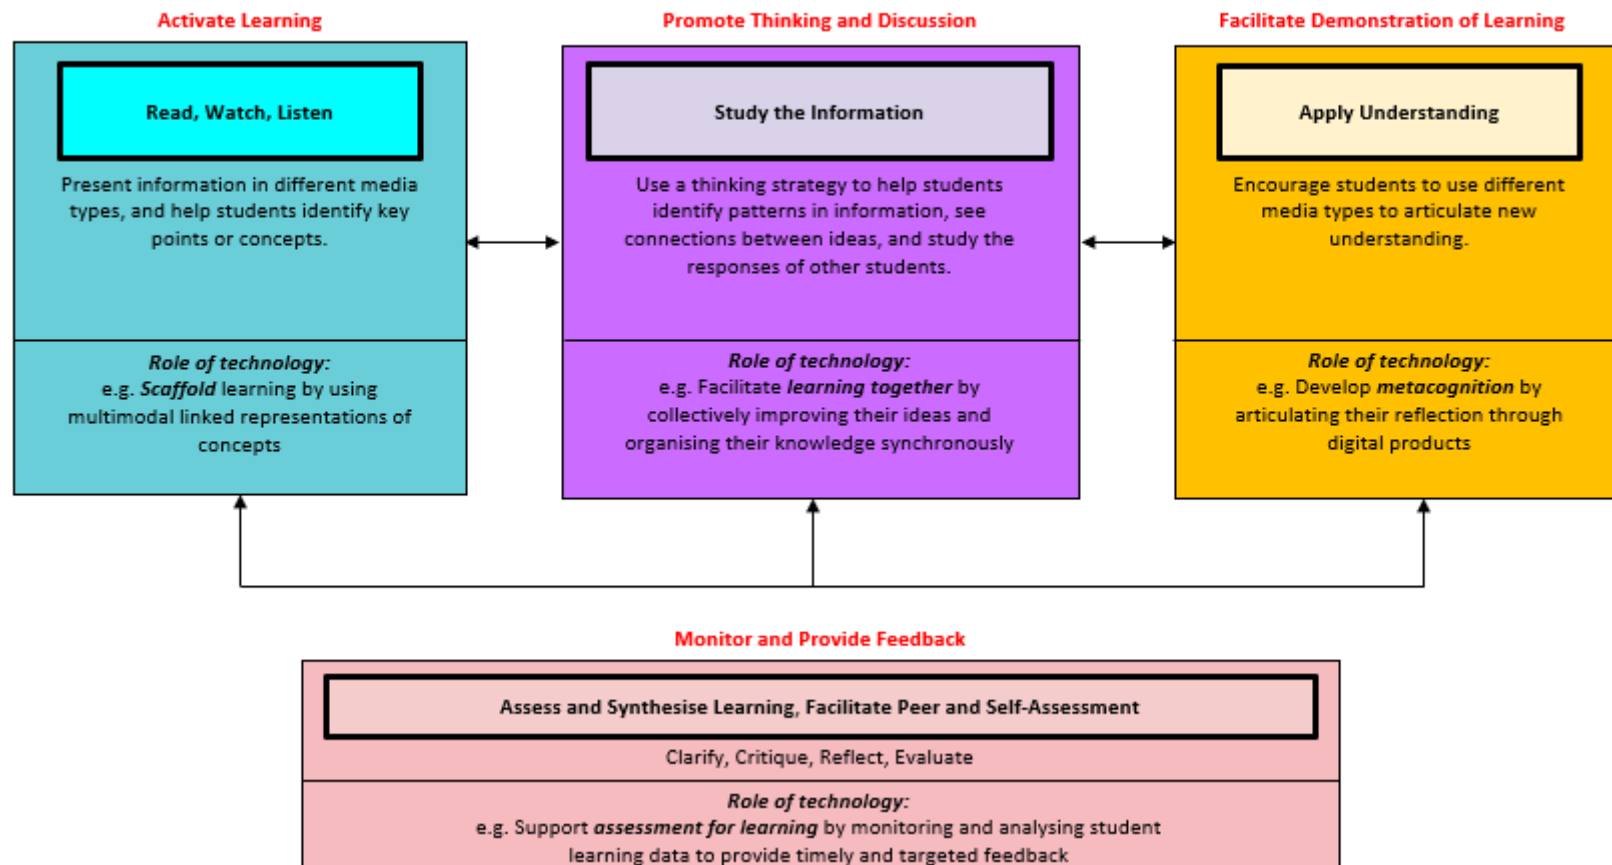 Activate Learning
Read, Watch, Listen
Present information in different media
types, and help students identify key
points or concepts.
Role of technology:
e.g. Scaffold learning by using
multimodal linked representations of
concepts
Promote Thinking and Discussion
Study the Information
Use a thinking strategy to help students
identify patterns in information, see
connections between ideas, and study the
responses of other students.
Role of technology:
e.g. Facilitate learning together by
collectively improving their ideas and
organising their knowledge synchronously
Facilitate Demonstration of Learning
Apply Understanding
Encourage students to use different
media types to articulate new
understanding.
Role of technology:
e.g. Develop metacognition by
articulating their reflection through
digital products
Monitor and Provide Feedback
Assess and Synthesise Learning, Facilitate Peer and Self-Assessment
Clarify, Critique, Reflect, Evaluate
Role of technology:
e.g. Support assessment for learning by monitoring and analysing student
learning data to provide timely and targeted feedback